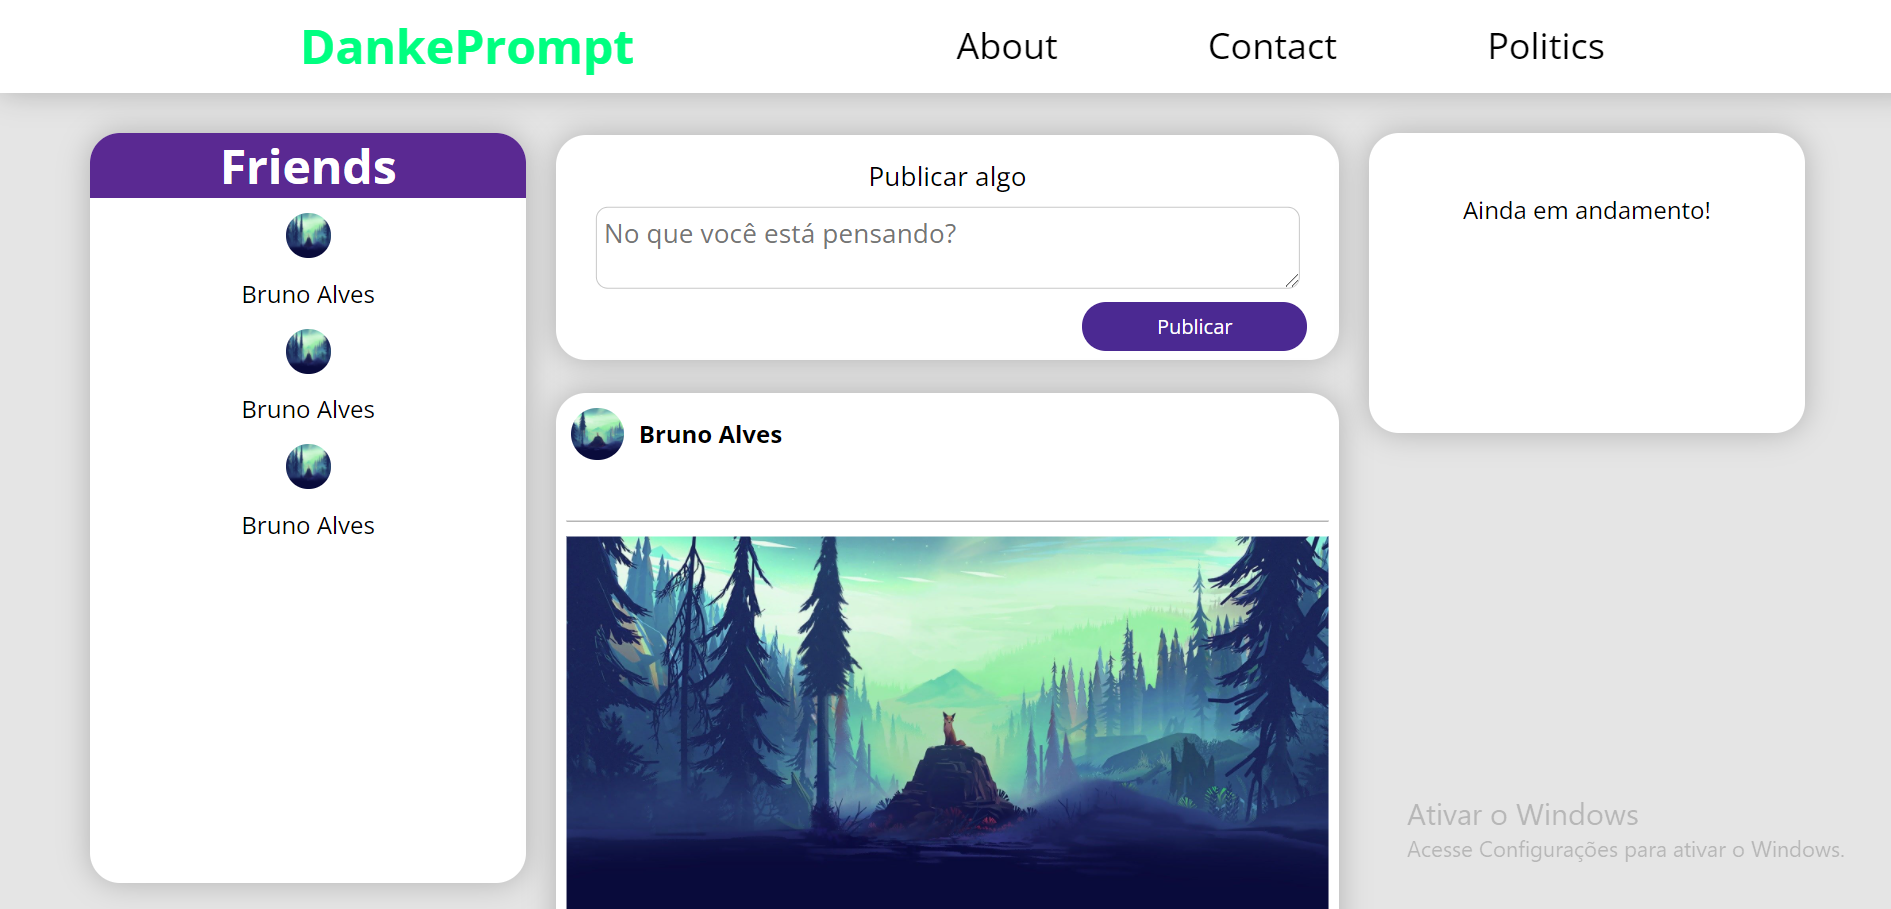 DankePrompt
About
Contact
Politics
Friends
Bruno Alves
Bruno Alves
Bruno Alves
Publicar algo
No que você está pensando?
Publicar
Bruno Alves
Ainda em andamento!
Ativar o Windows
Acesse Configurações para ativar o Windows.